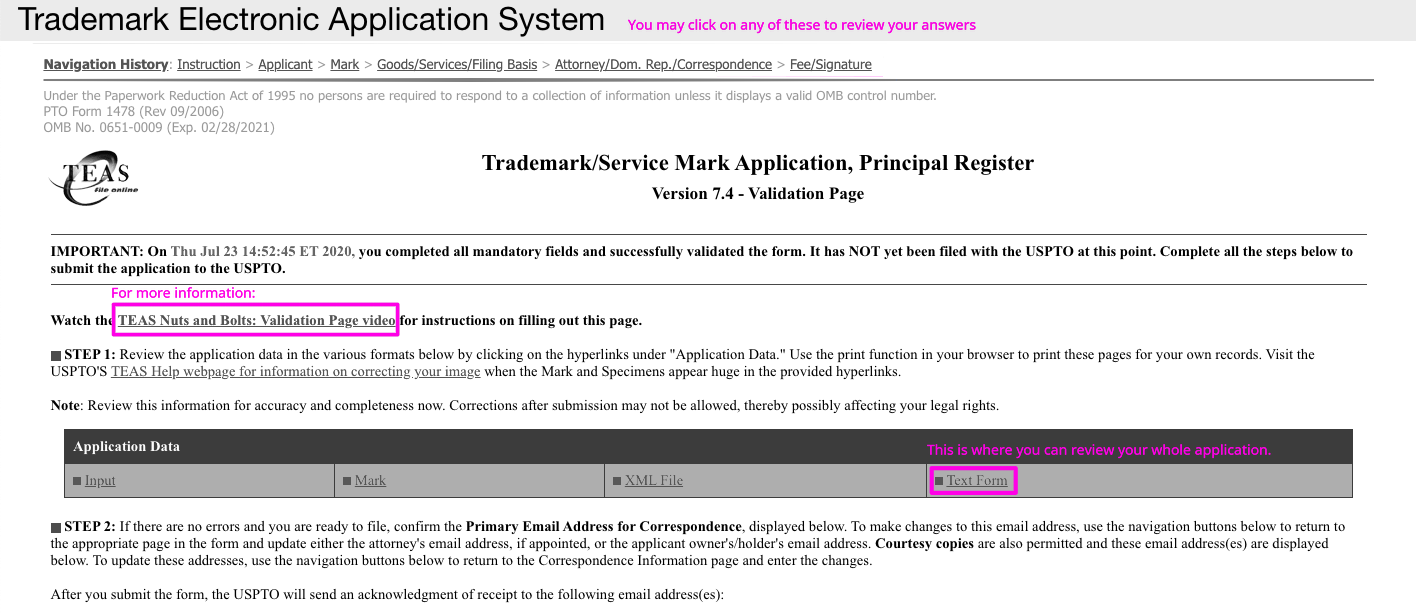 Trademark Electronic Application System You may click on any of these to review your answers
Navigation History: Instruction > Applicant > Mark > Goods/Services/Filing Basis > Attorney/Dom. Rep./Correspondence > Fee/Signature
Under the Paperwork Reduction Act of 1995 no persons are required to respond to a collection of information unless it displays a valid OMB control number.
PTO Form 1478 (Rev 09/2006)
OMB No. 0651-0009 (Exp. 02/28/2021)
TEAS
file online
Trademark/Service Mark Application, Principal Register
Version 7.4 - Validation Page
IMPORTANT: On Thu Jul 23 14:52:45 ET 2020, you completed all mandatory fields and successfully validated the form. It has NOT yet been filed with the USPTO at this point. Complete all the steps below to
submit the application to the USPTO.
For more information:
Watch the TEAS Nuts and Bolts: Validation Page video for instructions on filling out this page.
STEP 1: Review the application data in the various formats below by clicking on the hyperlinks under "Application Data." Use the print function in your browser to print these pages for your own records. Visit the
USPTO'S TEAS Help webpage for information on correcting your image when the Mark and Specimens appear huge in the provided hyperlinks.
Note: Review this information for accuracy and completeness now. Corrections after submission may not be allowed, thereby possibly affecting your legal rights.
Application Data This is where you can review your whole application.
Input Mark XML File Text Form
STEP 2: If there are no errors and you are ready to file, confirm the Primary Email Address for Correspondence, displayed below. To make changes to this email address, use the navigation buttons below to return to
the appropriate page in the form and update either the attorney's email address, if appointed, or the applicant owner's/holder's email address. Courtesy copies are also permitted and these email address(es) are displayed
below. To update these addresses, use the navigation buttons below to return to the Correspondence Information page and enter the changes.
After you submit the form, the USPTO will send an acknowledgment of receipt to the following email address(es):